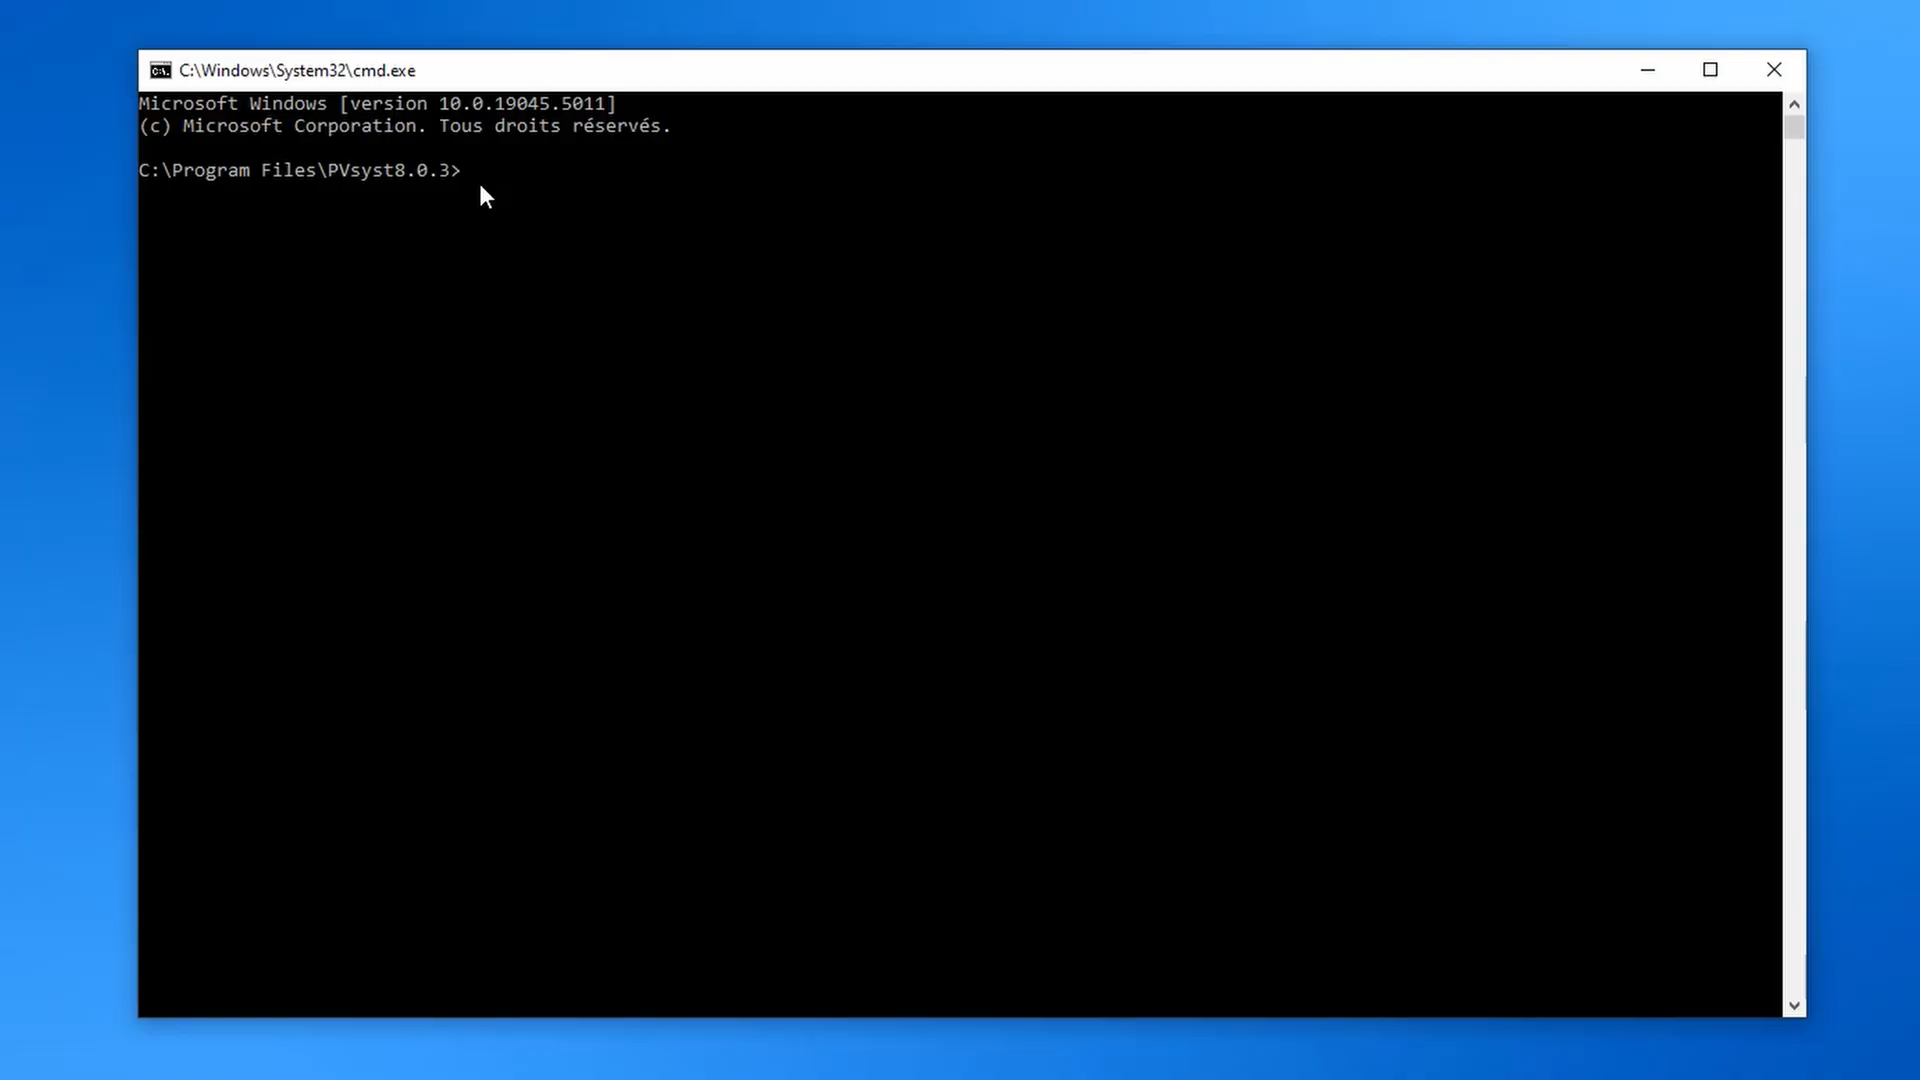 C:\Windows\System32\cmd.exe
Microsoft Windows [version 10.0.19045.5011]
(c) Microsoft Corporation. Tous droits réservés.
C:\Program Files\PVsyst8.0.3>